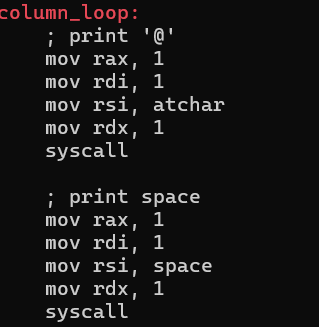 column_loop:
; print '@'
mov rax, 1
mov rdi, 1
mov rsi, atchar
mov rdx, 1
syscall
; print space
mov rax, 1
mov rdi, 1
mov rsi, space
mov rdx, 1
syscall